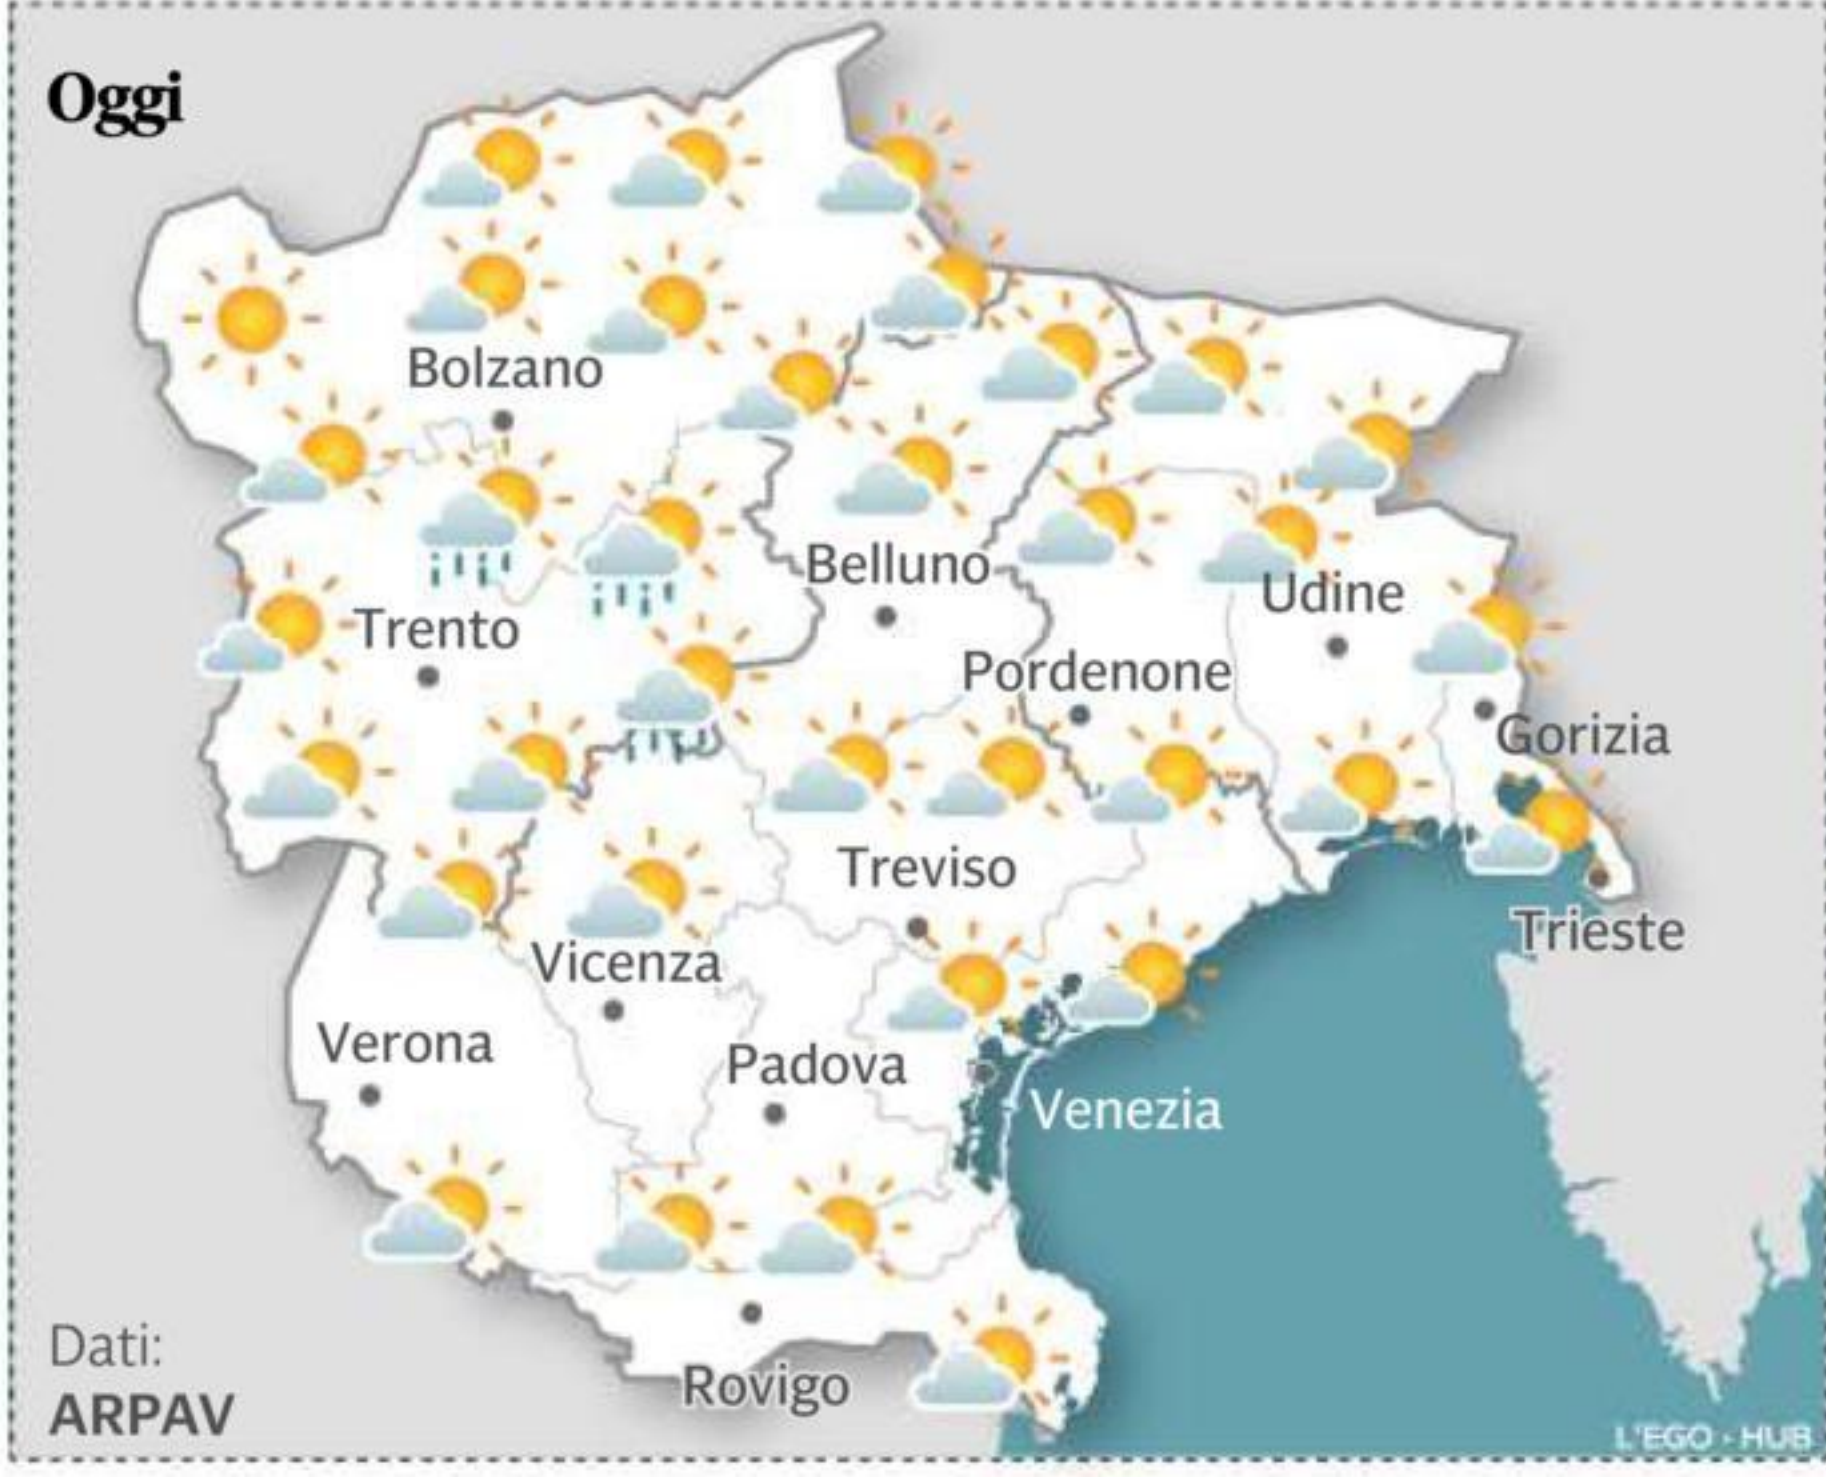 Oggi
Bolzano
Belluno
Udine
Trento
Pordenone
Gorizia
Treviso
Trieste
Vicenza
Verona
Padova
Venezia
Dati:
ARPAV
Rovigo
L'EGO - HUB